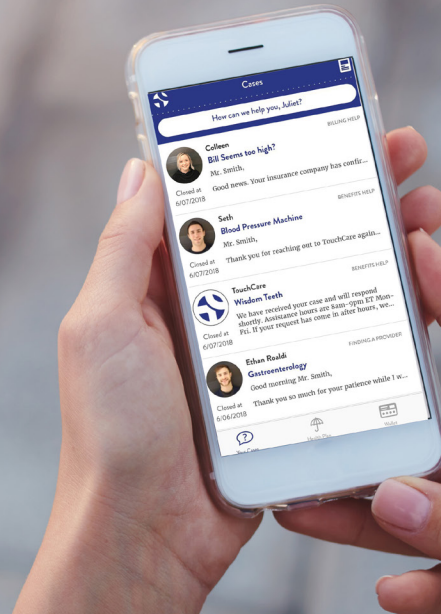 Cases
How can we help you, Juliet?
BILLING HELP
Colleen
Bill Seems too high?
Mr. Smith,
Good news. Your insurance company has confir...
Closed at
6/07/2018
BENEFITS HELP
Seth
Blood Pressure Machine
Mr. Smith,
Thank you for reaching out to TouchCare again...
Closed at
6/07/2018
BENEFITS HELP
TouchCare
Wisdom Teeth
We have received your case and will respond
shortly. Assistance hours are 8am-9pm ET Mon-
Fri. If your request has come in after hours, we...
Closed at
6/07/2018
FINDING A PROVIDER
Ethan Roaldi
Gastroenterology
Good morning Mr. Smith,
Thank you so much for your patience while I w...
Closed at
6/06/2018
Wallet